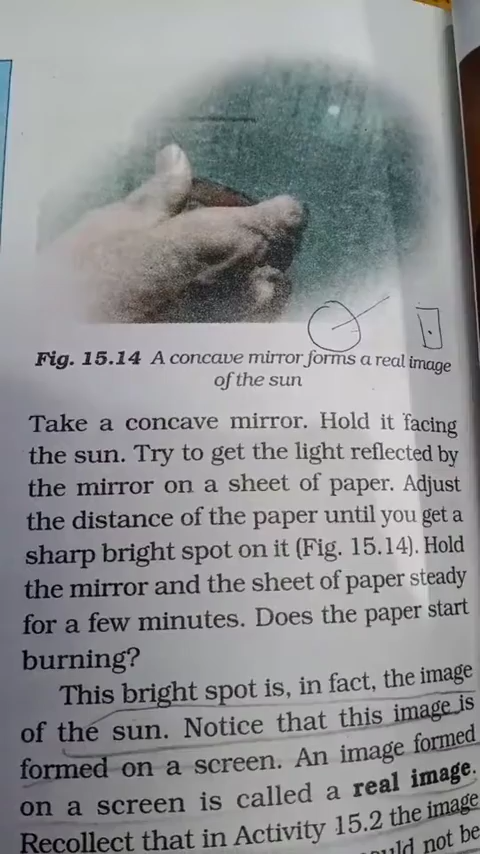 Fig. 15.14 A concave mirror forms a real image
of the sun
Take a concave mirror. Hold it facing
the sun. Try to get the light reflected by
the mirror on a sheet of paper. Adjust
the distance of the paper until you get a
sharp bright spot on it (Fig. 15.14). Hold
the mirror and the sheet of paper steady
for a few minutes. Does the paper start
burning?
This bright spot is, in fact, the image
of the sun. Notice that this image is
formed on a screen. An image formed
on a screen is called a real image.
Recollect that in Activity 15.2 the image
not be